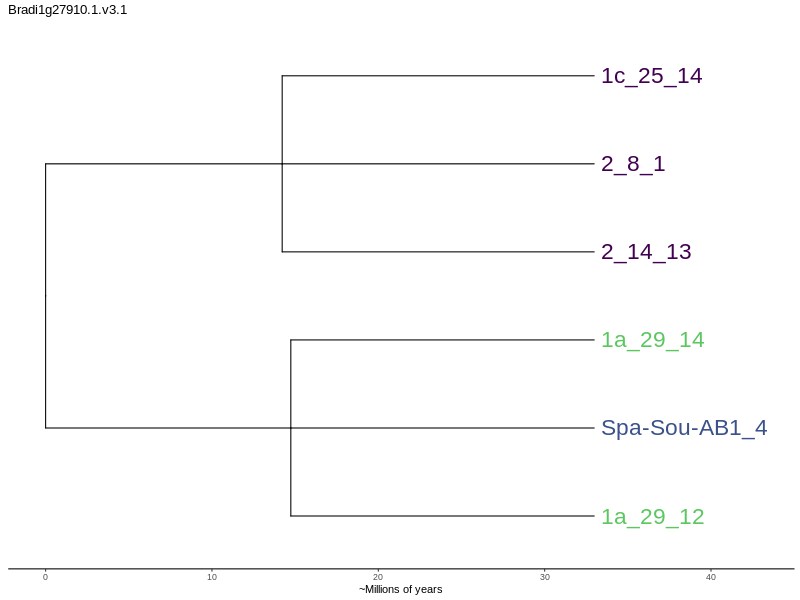 Bradi1g27910.1.v3.1
1c_25_14
2_8_1
2_14_13
1a_29_14
Spa-Sou-AB1_4
1a_29_12
0 10 20 30 40
~Millions of years